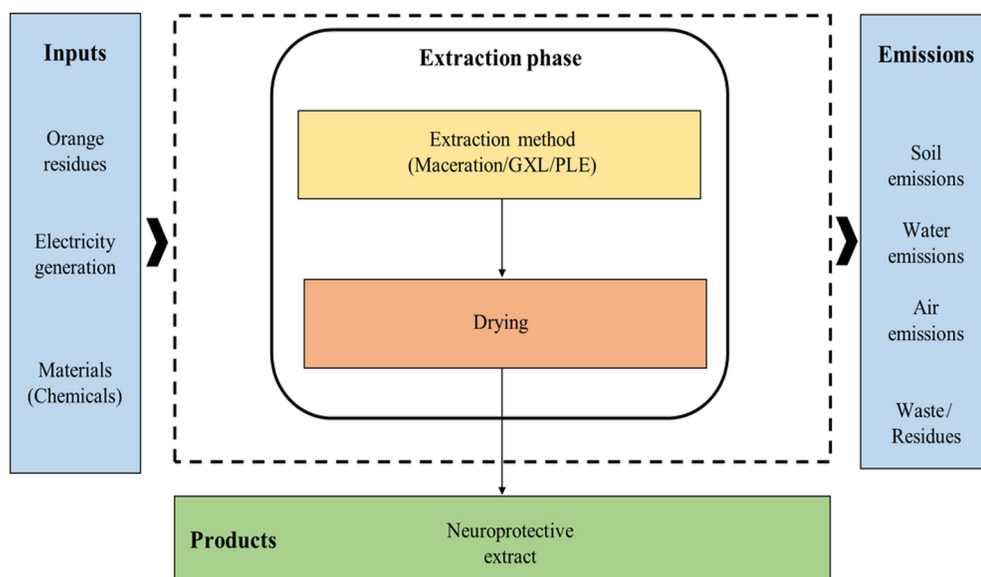 Inputs
Orange
residues
Electricity
generation
Materials
(Chemicals)
Extraction phase
Extraction method
(Maceration/GXL/PLE)
Drying
Emissions
Soil
emissions
Water
emissions
Air
emissions
Waste/
Residues
Products
Neuroprotective
extract